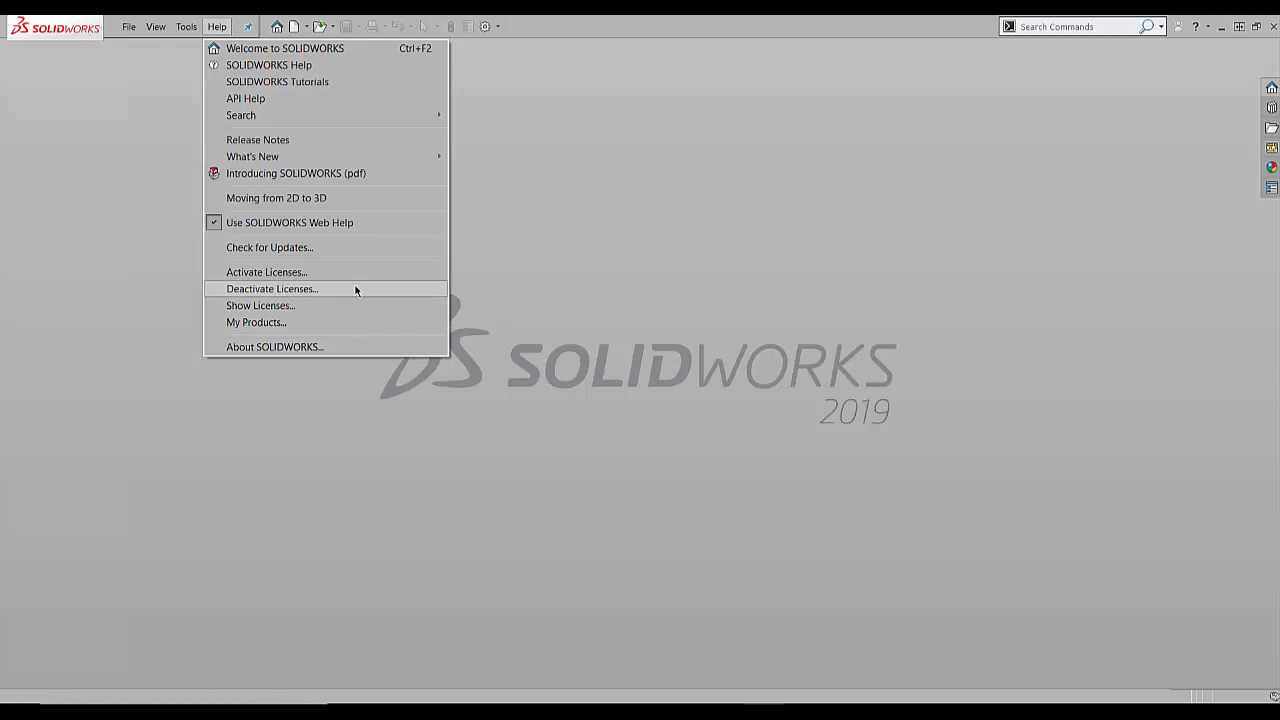 SOLIDWORKS File View Tools Help Search Commands ?
Welcome to SOLIDWORKS Ctrl+F2
SOLIDWORKS Help
SOLIDWORKS Tutorials
API Help
Search
Release Notes
What's New
Introducing SOLIDWORKS (pdf)
Moving from 2D to 3D
Use SOLIDWORKS Web Help
Check for Updates...
Activate Licenses...
Deactivate Licenses...
Show Licenses...
My Products...
About SOLIDWORKS...
SOLIDWORKS
2019